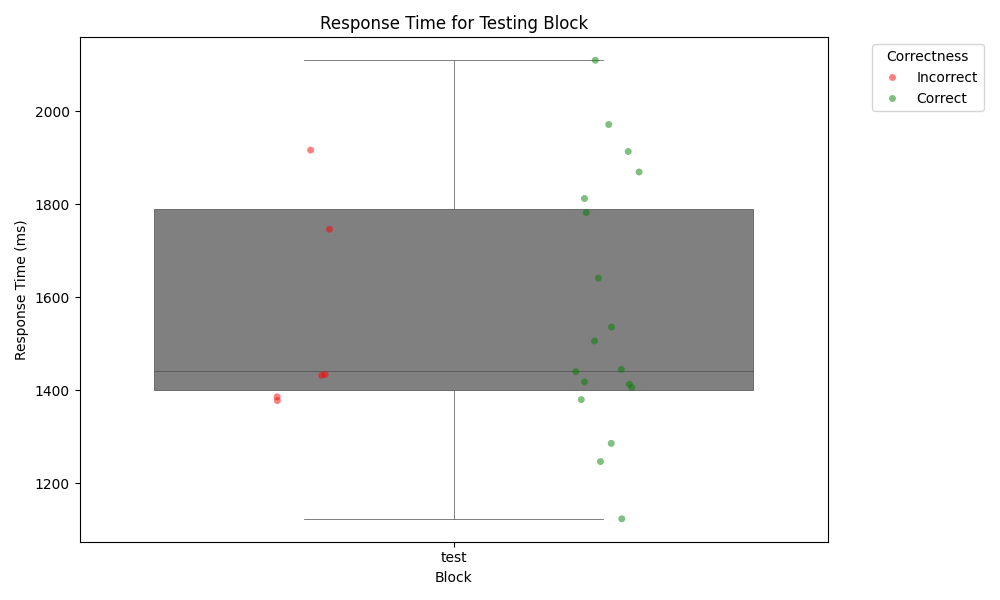 Response Time for Testing Block
Correctness
Incorrect
Correct
Response Time (ms)
2000
1800
1600
1400
1200
test
Block